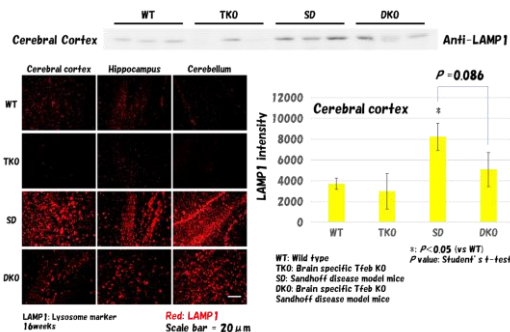 WT TKO SD DKO
Cerebral Cortex Anti-LAMP1
Cerebral cortex Hippocampus Cerebellum
WT
TKO
SD
DKO
LAMP1: Lysosome marker
16weeks
Red: LAMP1
Scale bar = 20 μm
P=0.086
Cerebral cortex
*
LAMP1 intensity
12000
10000
8000
6000
4000
2000
0
WT TKO SD DKO
*: P<0.05 (vs WT)
P value: Student's t-test
WT: Wild type
TKO: Brain specific Tfeb KO
SD: Sandhoff disease model mice
DKO: Brain specific Tfeb KO
Sandhoff disease model mice